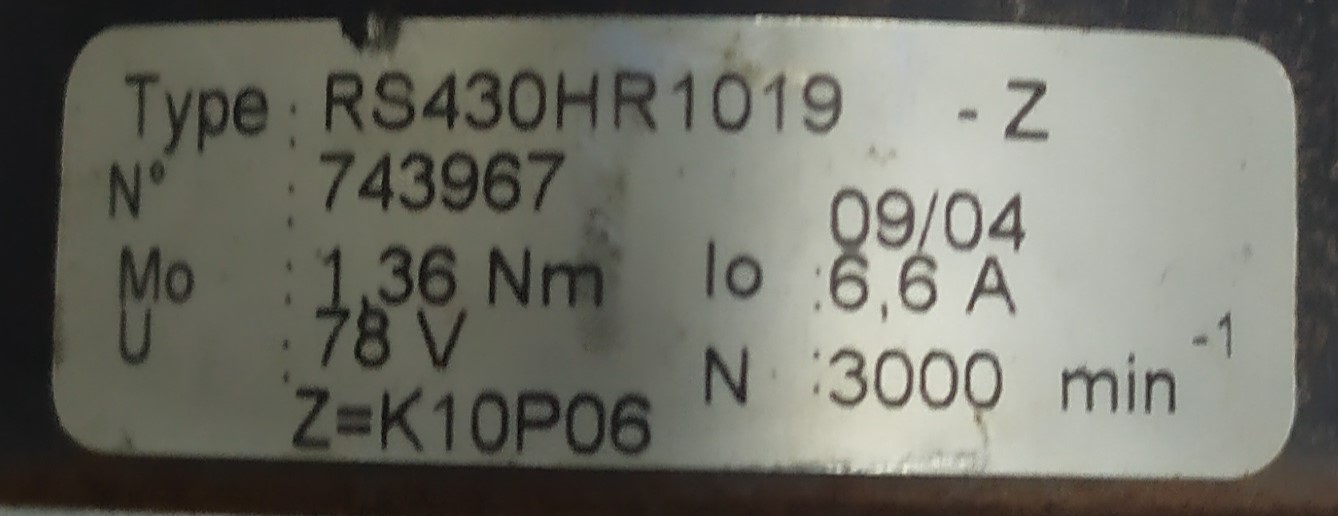 Type : RS430HR1019 - Z
N° : 743967
09/04
Mo : 1,36 Nm Io : 6,6 A
U : 78 V N : 3000 min-1
Z=K10P06